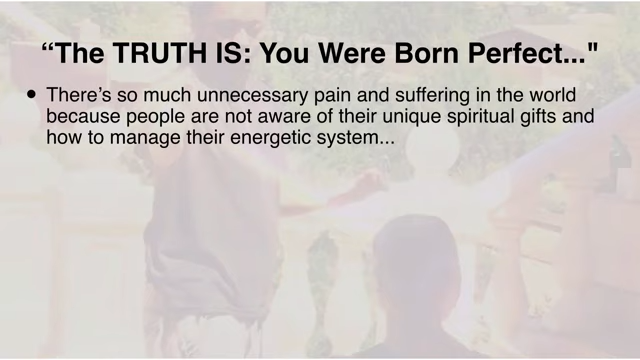 “The TRUTH IS: You Were Born Perfect..."
• There’s so much unnecessary pain and suffering in the world
because people are not aware of their unique spiritual gifts and
how to manage their energetic system...